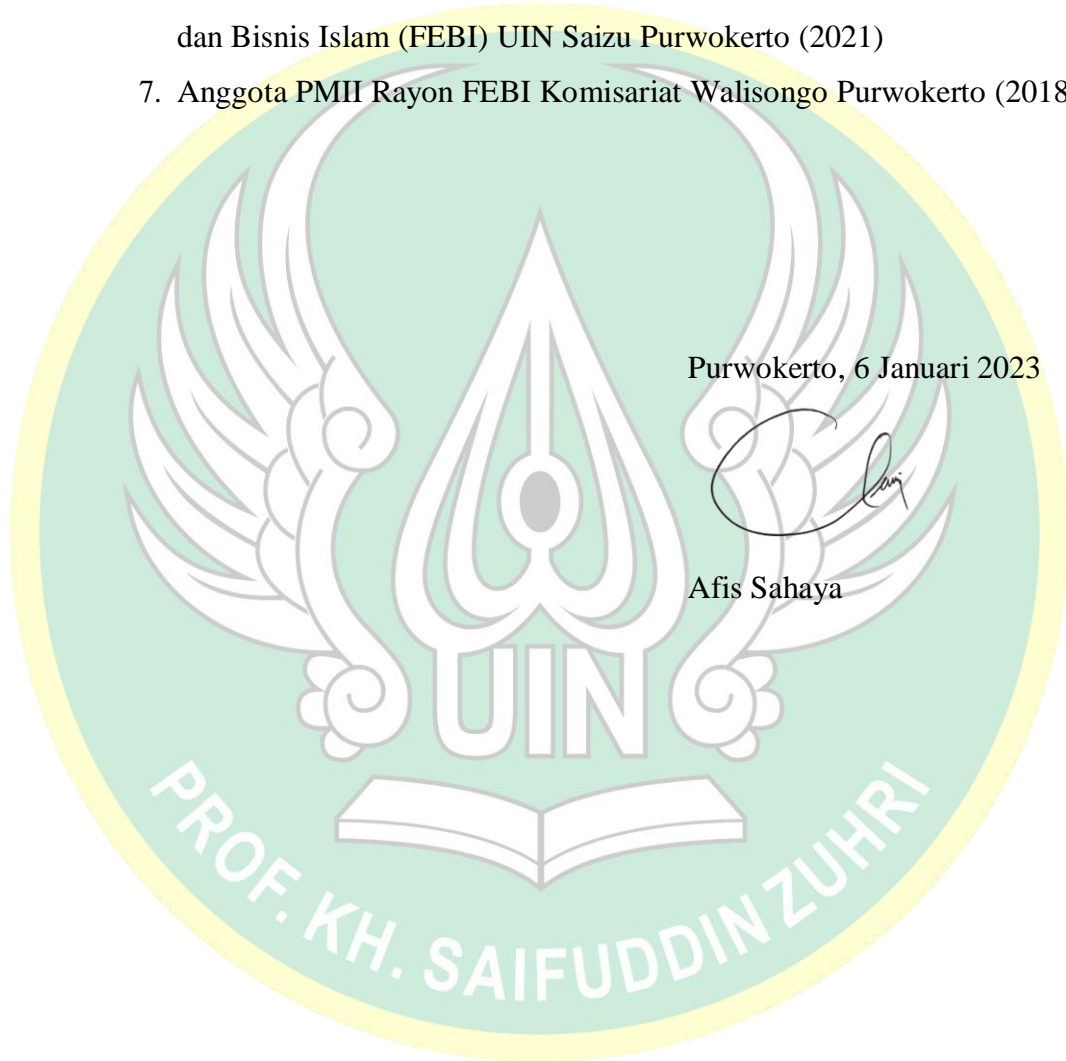 dan Bisnis Islam (FEBI) UIN Saizu Purwokerto (2021)
7. Anggota PMII Rayon FEBI Komisariat Walisongo Purwokerto (2018
Purwokerto, 6 Januari 2023
Afis Sahaya
UIN
PROF. KH. SAIFUDDIN ZUHRI